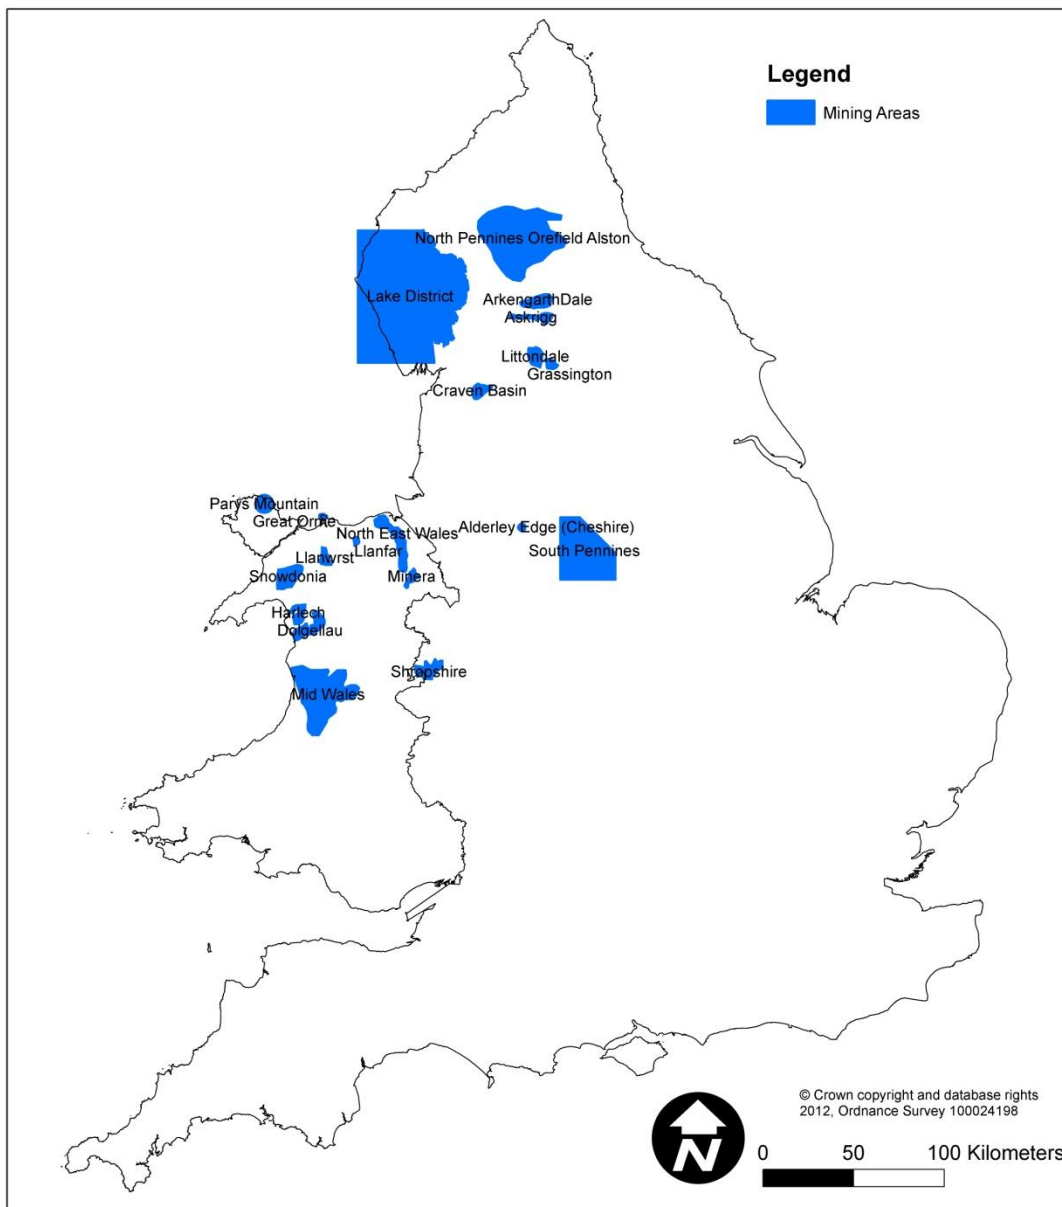 Legend
Mining Areas
North Pennines Orefield Alston
Lake District
ArkengarthDale
Askrigg
Littondale
Grassington
Craven Basin
Parys Mountain
Great Orme
North East Wales
Alderley Edge (Cheshire)
Llanfar
South Pennines
Llanwrst
Snowdonia
Minera
Harlech
Dolgellau
Shropshire
Mid Wales
© Crown copyright and database rights
2012, Ordnance Survey 100024198
N
0 50 100 Kilometers